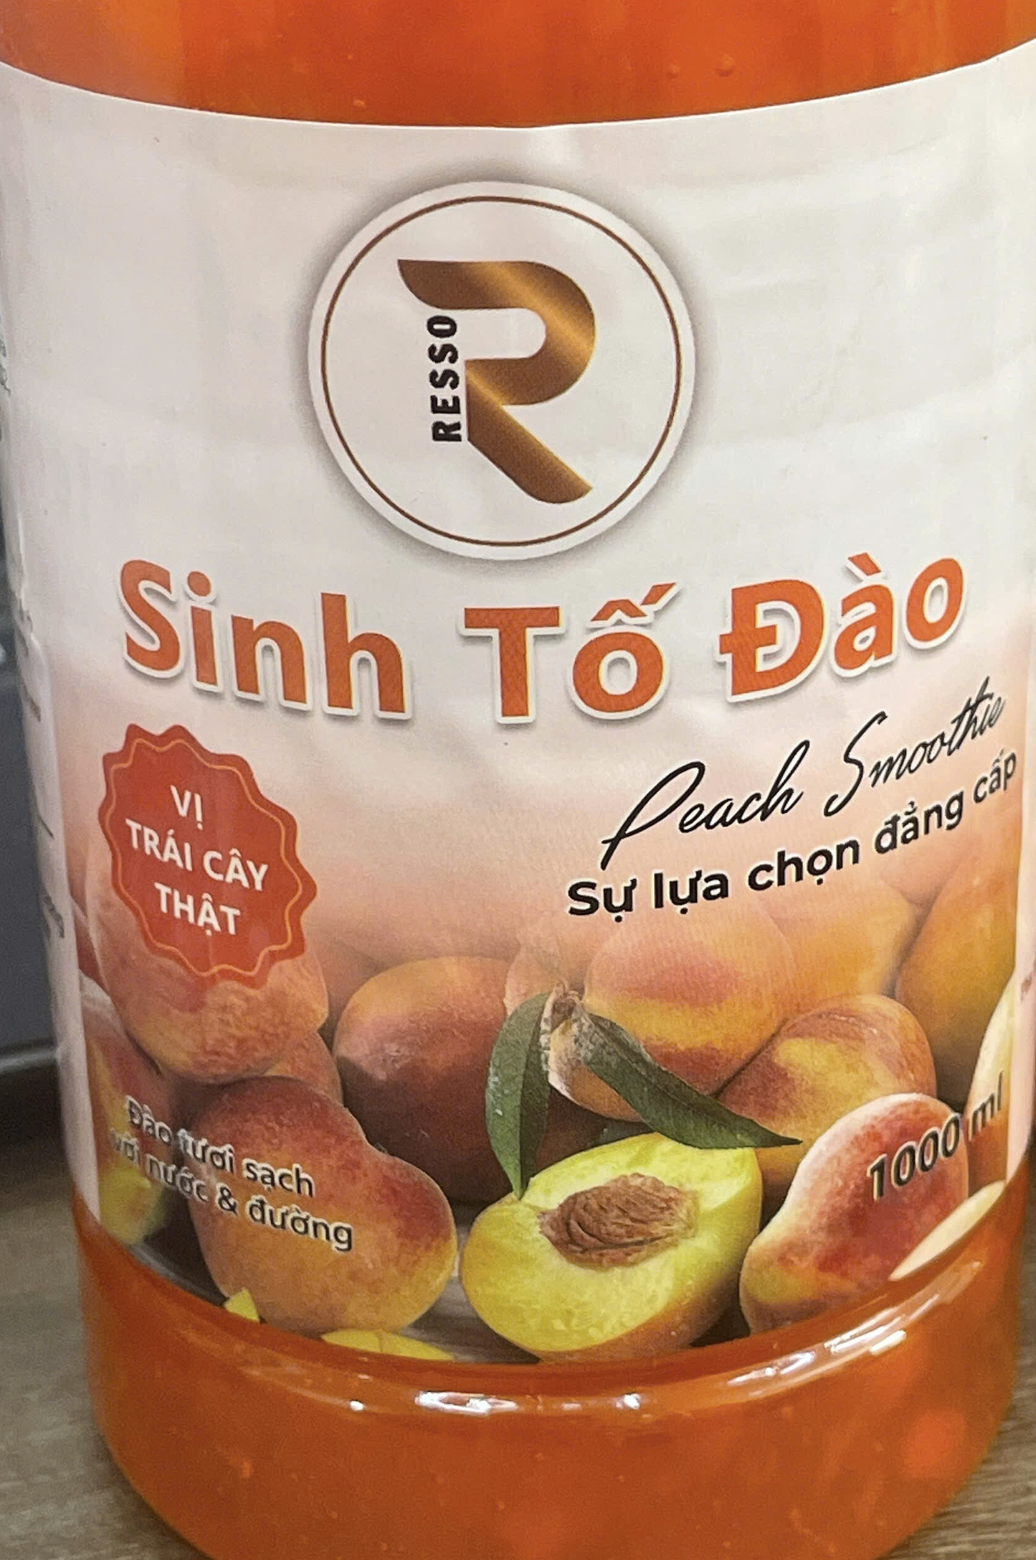 RESSO
Sinh Tố Đào
Peach Smoothie
Sự lựa chọn đẳng cấp
VỊ
TRÁI CÂY
THẬT
Đào tươi sạch
với nước & đường
1000 ml